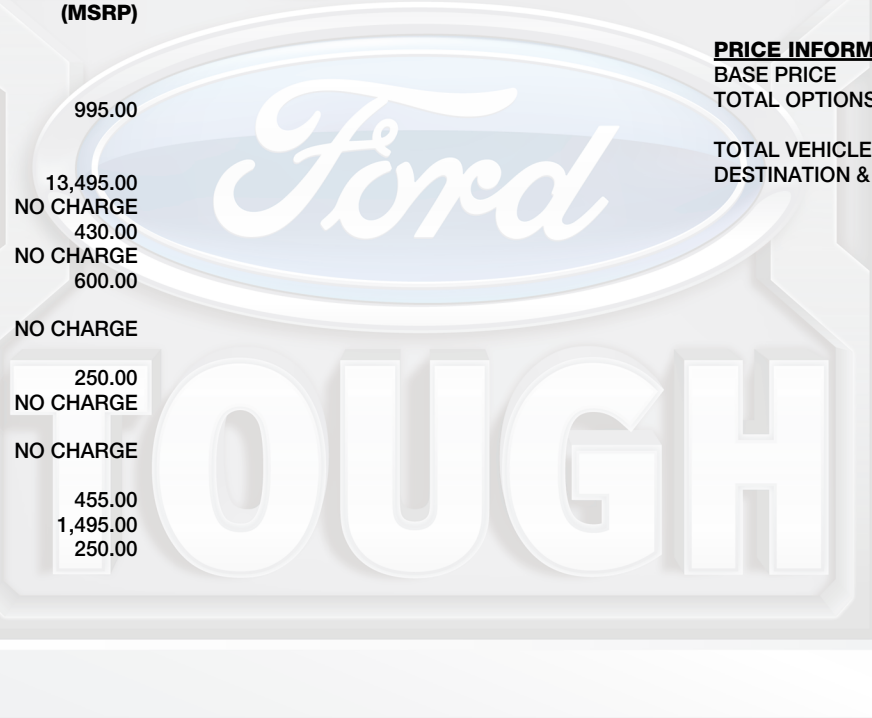 (MSRP)
995.00
13,495.00
NO CHARGE
430.00
NO CHARGE
600.00
NO CHARGE
250.00
NO CHARGE
NO CHARGE
455.00
1,495.00
250.00
PRICE INFORM
BASE PRICE
TOTAL OPTIONS
TOTAL VEHICLE
DESTINATION &
Ford
TOUGH